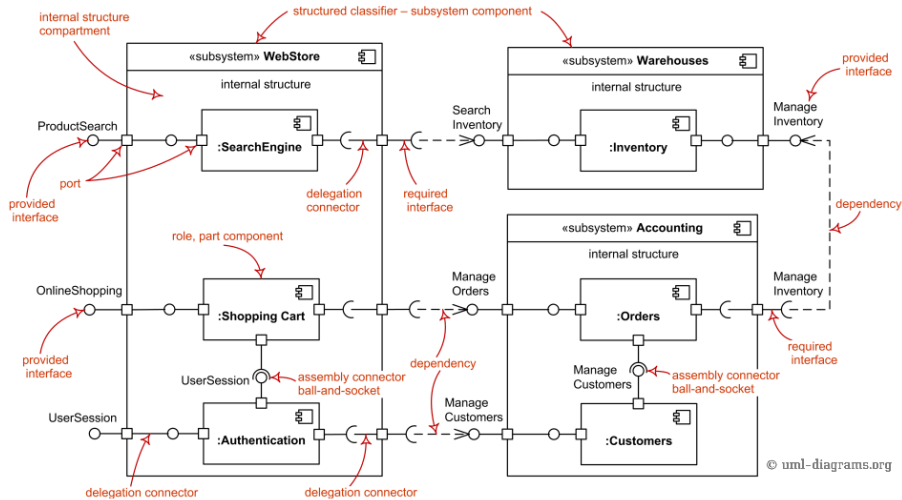 structured classifier – subsystem component
internal structure
compartment
«subsystem» WebStore
internal structure
«subsystem» Warehouses
internal structure
provided
interface
ProductSearch
:SearchEngine
Search
Inventory
:Inventory
Manage
Inventory
port
provided
interface
delegation
connector
required
interface
dependency
role, part component
«subsystem» Accounting
internal structure
OnlineShopping
:Shopping Cart
Manage
Orders
:Orders
Manage
Inventory
provided
interface
required
interface
dependency
UserSession
assembly connector
ball-and-socket
Manage
Customers
assembly connector
ball-and-socket
UserSession
:Authentication
Manage
Customers
:Customers
delegation connector
delegation connector
© uml-diagrams.org